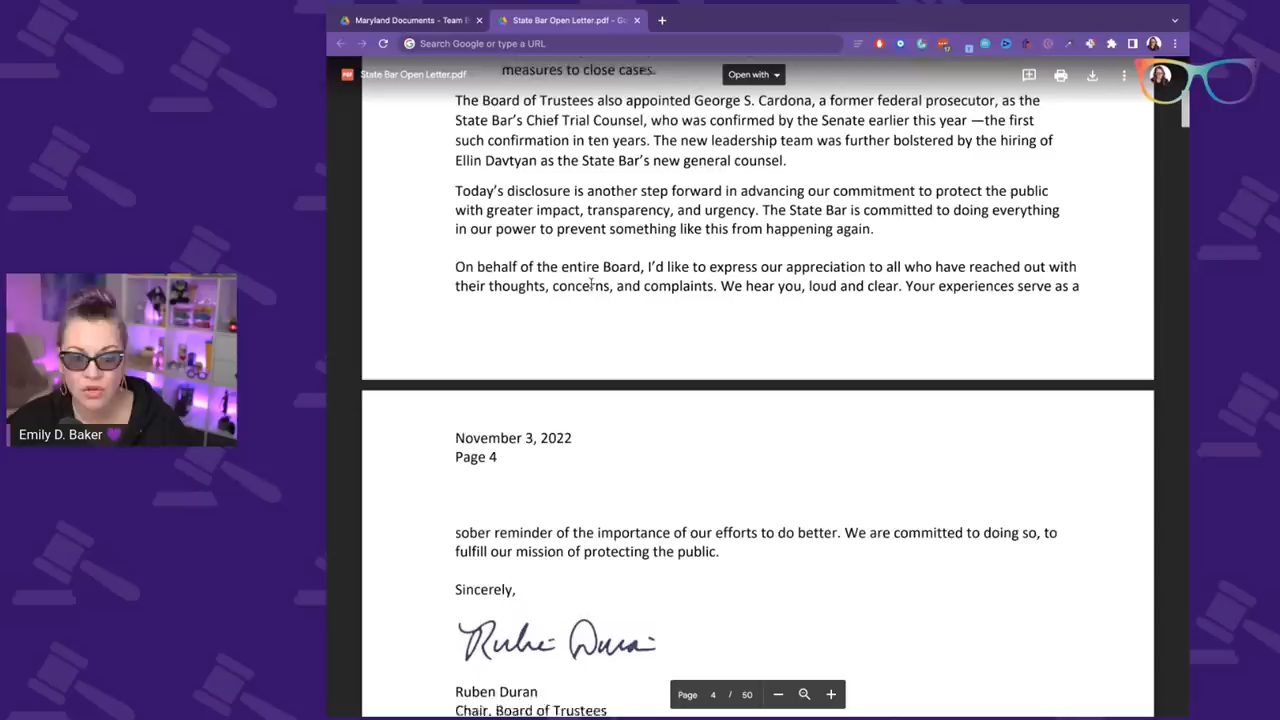 Maryland Documents - Team
State Bar Open Letter.pdf - Go
Search Google or type a URL
State Bar Open Letter.pdf
Open with
measures to close cases.
The Board of Trustees also appointed George S. Cardona, a former federal prosecutor, as the
State Bar's Chief Trial Counsel, who was confirmed by the Senate earlier this year —the first
such confirmation in ten years. The new leadership team was further bolstered by the hiring of
Ellin Davtyan as the State Bar's new general counsel.
Today's disclosure is another step forward in advancing our commitment to protect the public
with greater impact, transparency, and urgency. The State Bar is committed to doing everything
in our power to prevent something like this from happening again.
On behalf of the entire Board, I'd like to express our appreciation to all who have reached out with
their thoughts, concerns, and complaints. We hear you, loud and clear. Your experiences serve as a
Emily D. Baker
November 3, 2022
Page 4
sober reminder of the importance of our efforts to do better. We are committed to doing so, to
fulfill our mission of protecting the public.
Sincerely,
Ruben Duran
Ruben Duran
Chair, Board of Trustees
Page 4 / 50